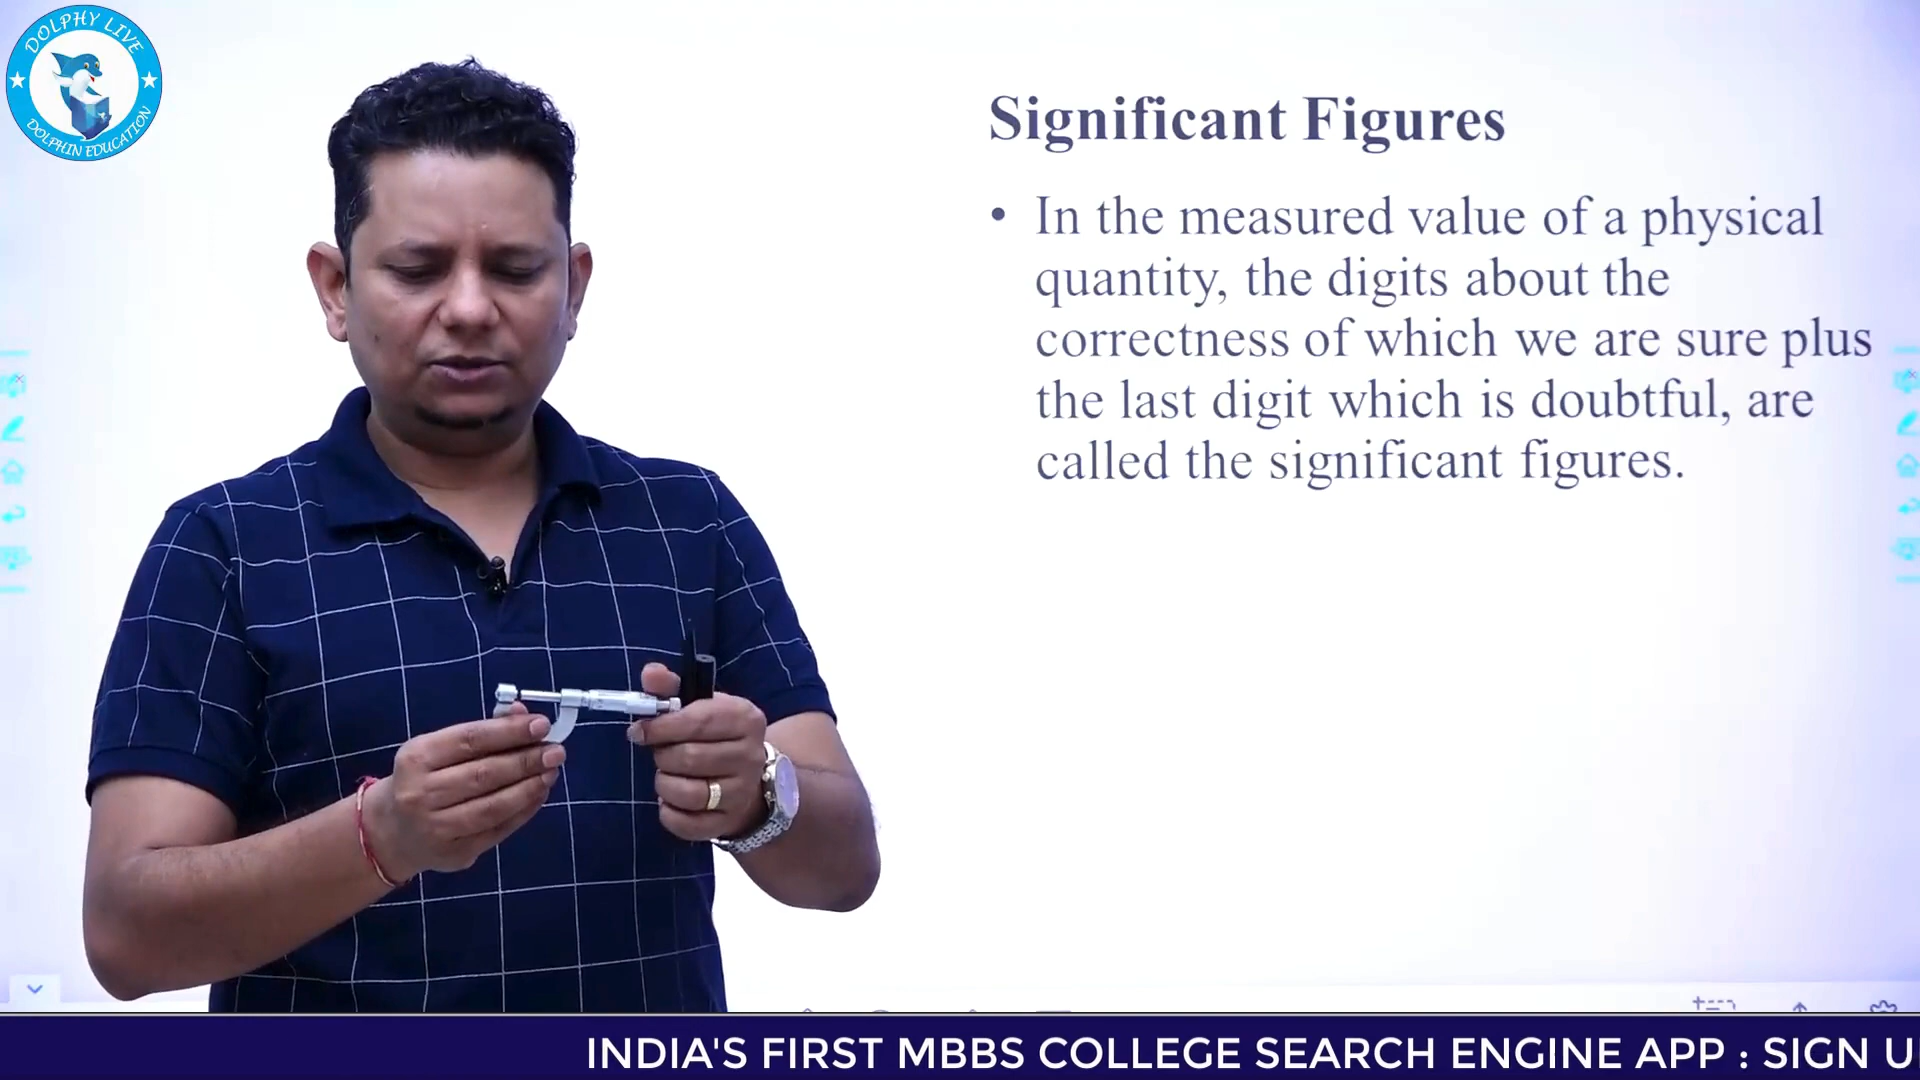 DOLPHY LIVE
DOLPHIN EDUCATION
Significant Figures
• In the measured value of a physical
quantity, the digits about the
correctness of which we are sure plus
the last digit which is doubtful, are
called the significant figures.
INDIA'S FIRST MBBS COLLEGE SEARCH ENGINE APP : SIGN U